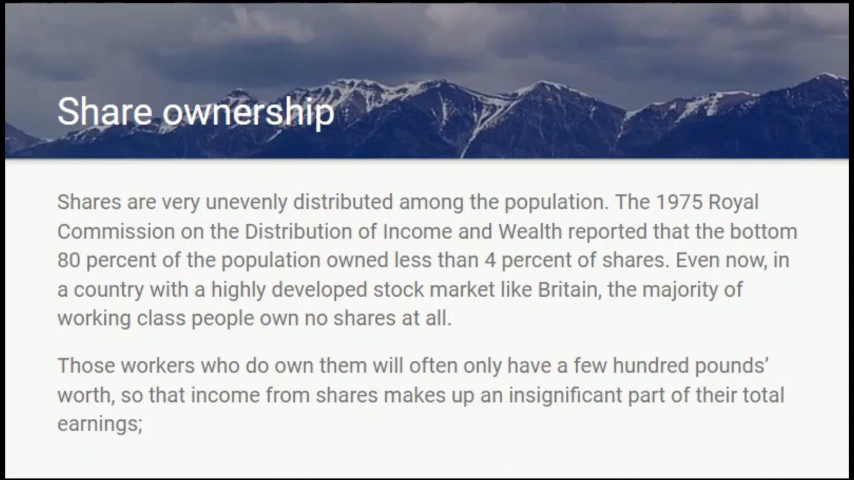 Share ownership
Shares are very unevenly distributed among the population. The 1975 Royal
Commission on the Distribution of Income and Wealth reported that the bottom
80 percent of the population owned less than 4 percent of shares. Even now, in
a country with a highly developed stock market like Britain, the majority of
working class people own no shares at all.
Those workers who do own them will often only have a few hundred pounds’
worth, so that income from shares makes up an insignificant part of their total
earnings;